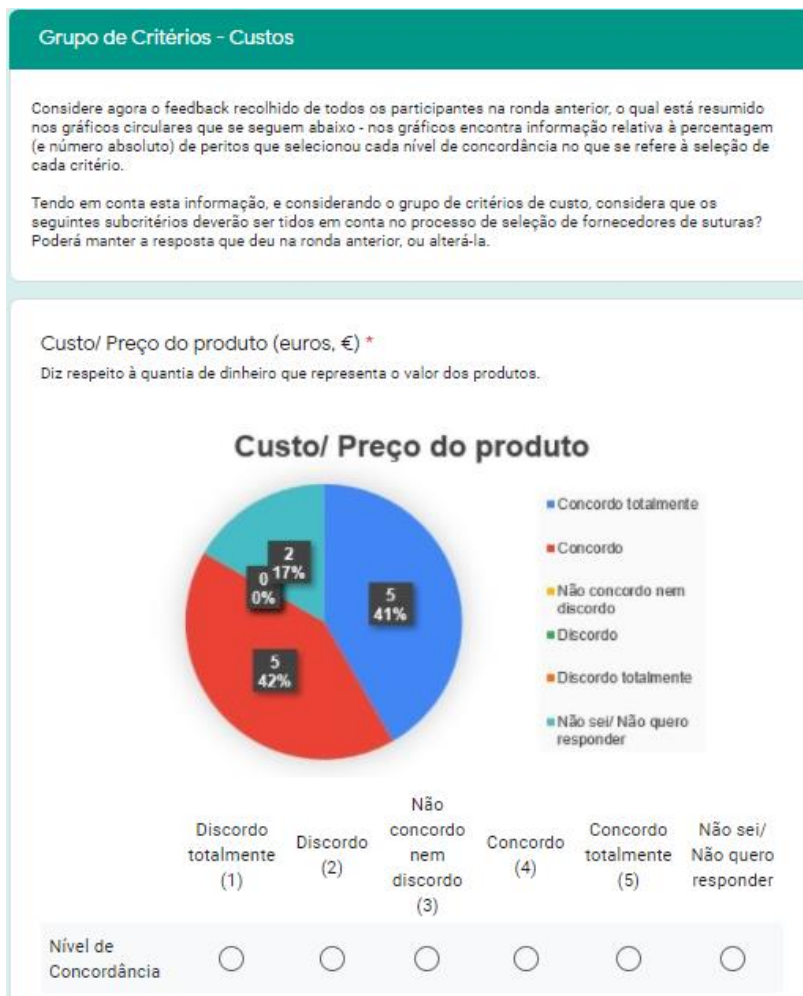 Grupo de Critérios - Custos
Considere agora o feedback recolhido de todos os participantes na ronda anterior, o qual está resumido
nos gráficos circulares que se seguem abaixo - nos gráficos encontra informação relativa à percentagem
(e número absoluto) de peritos que selecionou cada nível de concordância no que se refere à seleção de
cada critério.
Tendo em conta esta informação, e considerando o grupo de critérios de custo, considera que os
seguintes subcritérios deverão ser tidos em conta no processo de seleção de fornecedores de suturas?
Poderá manter a resposta que deu na ronda anterior, ou alterá-la.
Custo/ Preço do produto (euros, €) *
Diz respeito à quantia de dinheiro que representa o valor dos produtos.
Custo/ Preço do produto
2
17%
0
0%
5
41%
5
42%
Concordo totalmente
Concordo
Não concordo nem
discordo
Discordo
Discordo totalmente
Não sei/ Não quero
responder
Discordo
totalmente
(1)
Discordo
(2)
Não
concordo
nem
discordo
(3)
Concordo
(4)
Concordo
totalmente
(5)
Não sei/
Não quero
responder
Nível de
Concordância